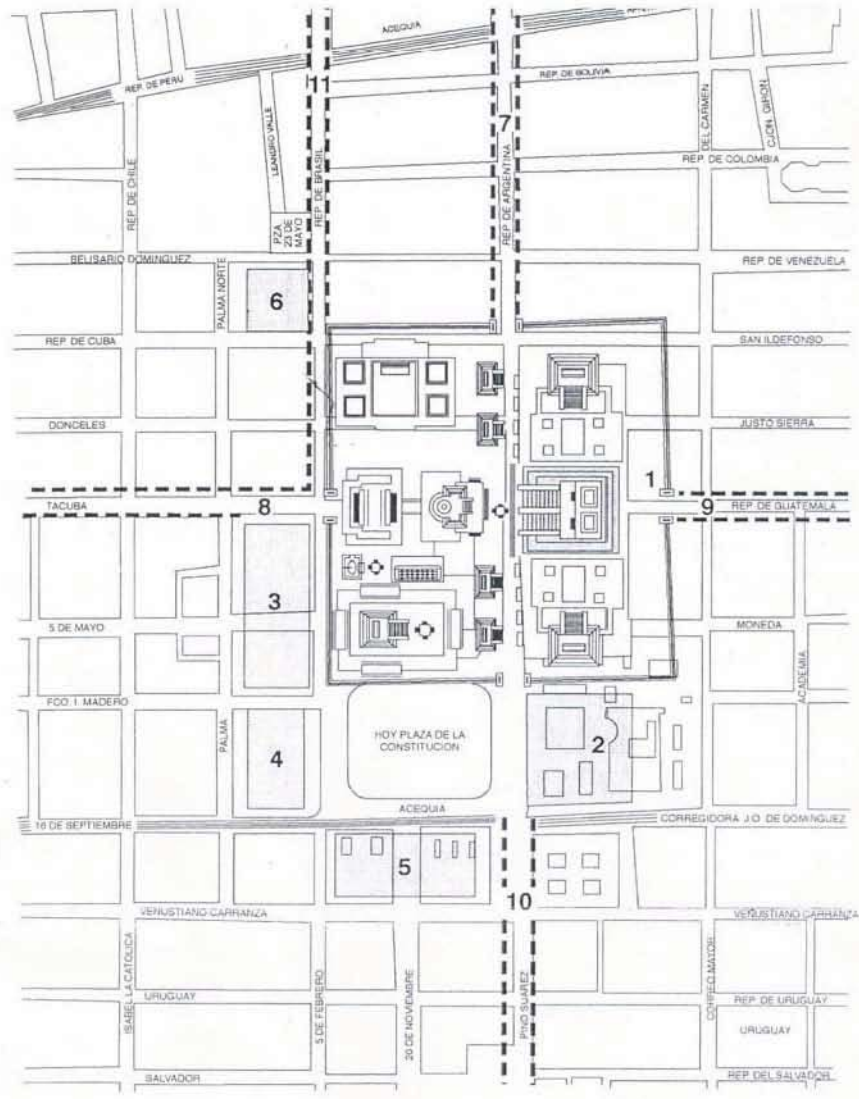 ACEQUIA
REP. DE PERU
11
REP. DE BOLIVIA
7
LEANDRO VALLE
REP. DE CHILE
REP. DE BRASIL
REP. DE ARGENTINA
DEL CARMEN
CJON. GIRON
REP. DE COLOMBIA
PZA.
23 DE
MAYO
BELISARIO DOMINGUEZ
REP. DE VENEZUELA
PALMA NORTE
6
REP. DE CUBA
SAN ILDEFONSO
DONCELES
JUSTO SIERRA
1
TACUBA
8
9
REP. DE GUATEMALA
3
5 DE MAYO
MONEDA
ACADEMIA
FCO. I. MADERO
PALMA
4
HOY PLAZA DE LA
CONSTITUCION
2
ACEQUIA
16 DE SEPTIEMBRE
CORREGIDORA J.O. DE DOMINGUEZ
5
10
VENUSTIANO CARRANZA
VENUSTIANO CARRANZA
ISABEL LA CATOLICA
5 DE FEBRERO
20 DE NOVIEMBRE
PINO SUAREZ
CORREO MAYOR
URUGUAY
REP. DE URUGUAY
URUGUAY
SALVADOR
REP. DEL SALVADOR